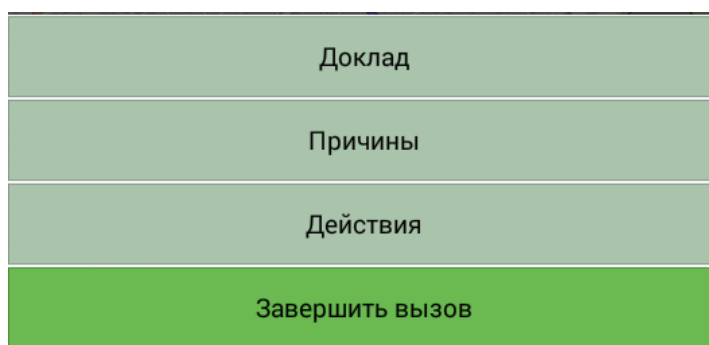 Доклад
Причины
Действия
Завершить вызов